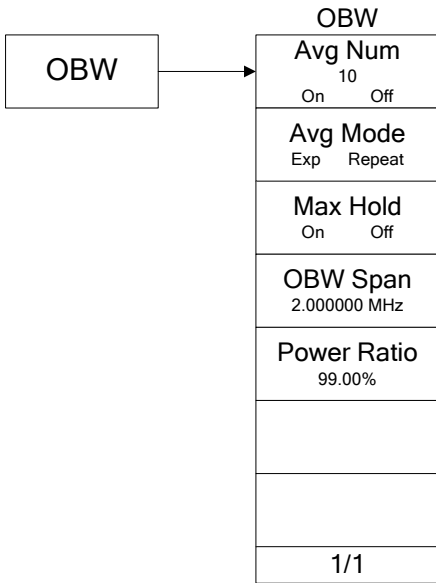 OBW
OBW
Avg Num
10
On Off
Avg Mode
Exp Repeat
Max Hold
On Off
OBW Span
2.000000 MHz
Power Ratio
99.00%
1/1